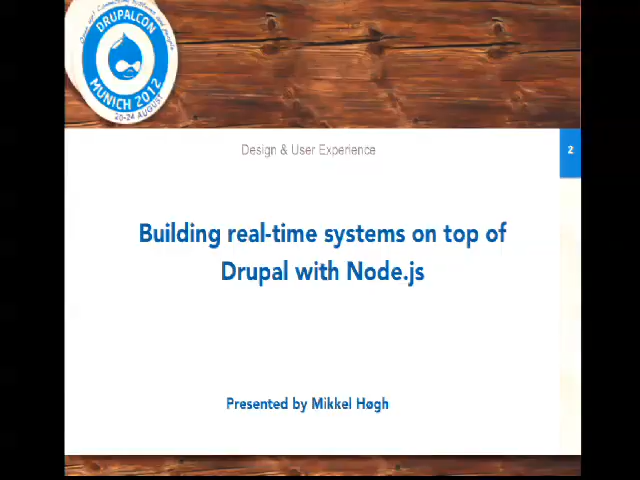 DRUPALCON
MUNICH 2012
20-24 AUGUST
Design & User Experience
2
Building real-time systems on top of
Drupal with Node.js
Presented by Mikkel Høgh